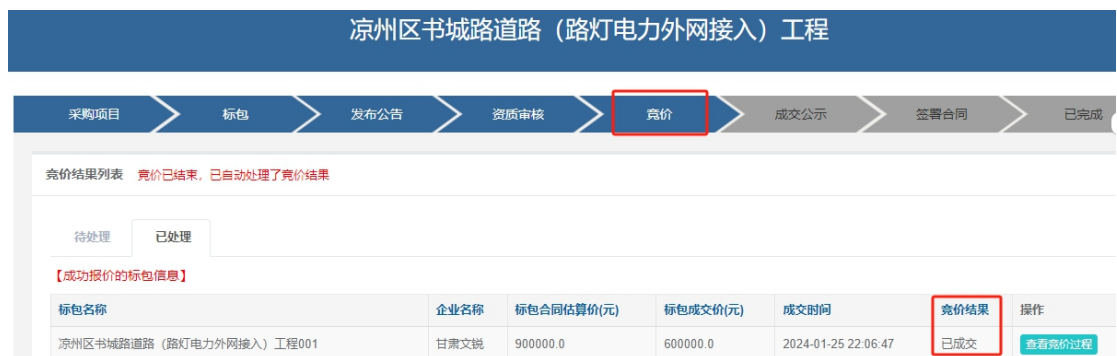 凉州区书城路道路（路灯电力外网接入）工程
采购项目 标包 发布公告 资质审核 竞价 成交公示 签署合同 已完成
竞价结果列表 竞价已结束，已自动处理了竞价结果
待处理 已处理
【成功报价的标包信息】
标包名称 企业名称 标包合同估算价(元) 标包成交价(元) 成交时间 竞价结果 操作
凉州区书城路道路（路灯电力外网接入）工程001 甘肃文锐 900000.0 600000.0 2024-01-25 22:06:47 已成交 查看竞价过程